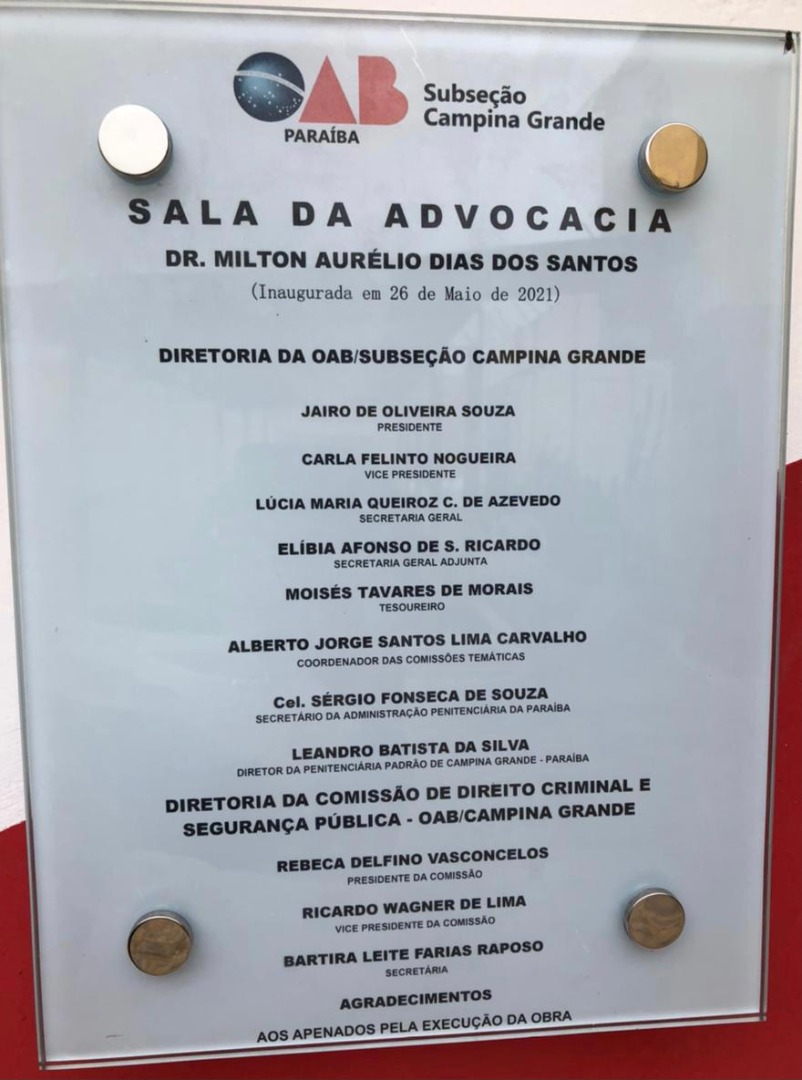 OAB
PARAÍBA
Subseção
Campina Grande
SALA DA ADVOCACIA
DR. MILTON AURÉLIO DIAS DOS SANTOS
(Inaugurada em 26 de Maio de 2021)
DIRETORIA DA OAB/SUBSEÇÃO CAMPINA GRANDE
JAIRO DE OLIVEIRA SOUZA
PRESIDENTE
CARLA FELINTO NOGUEIRA
VICE PRESIDENTE
LÚCIA MARIA QUEIROZ C. DE AZEVEDO
SECRETARIA GERAL
ELÍBIA AFONSO DE S. RICARDO
SECRETARIA GERAL ADJUNTA
MOISÉS TAVARES DE MORAIS
TESOUREIRO
ALBERTO JORGE SANTOS LIMA CARVALHO
COORDENADOR DAS COMISSÕES TEMÁTICAS
Cel. SÉRGIO FONSECA DE SOUZA
SECRETÁRIO DA ADMINISTRAÇÃO PENITENCIÁRIA DA PARAÍBA
LEANDRO BATISTA DA SILVA
DIRETOR DA PENITENCIÁRIA PADRÃO DE CAMPINA GRANDE - PARAÍBA
DIRETORIA DA COMISSÃO DE DIREITO CRIMINAL E
SEGURANÇA PÚBLICA - OAB/CAMPINA GRANDE
REBECA DELFINO VASCONCELOS
PRESIDENTE DA COMISSÃO
RICARDO WAGNER DE LIMA
VICE PRESIDENTE DA COMISSÃO
BARTIRA LEITE FARIAS RAPOSO
SECRETÁRIA
AGRADECIMENTOS
AOS APENADOS PELA EXECUÇÃO DA OBRA